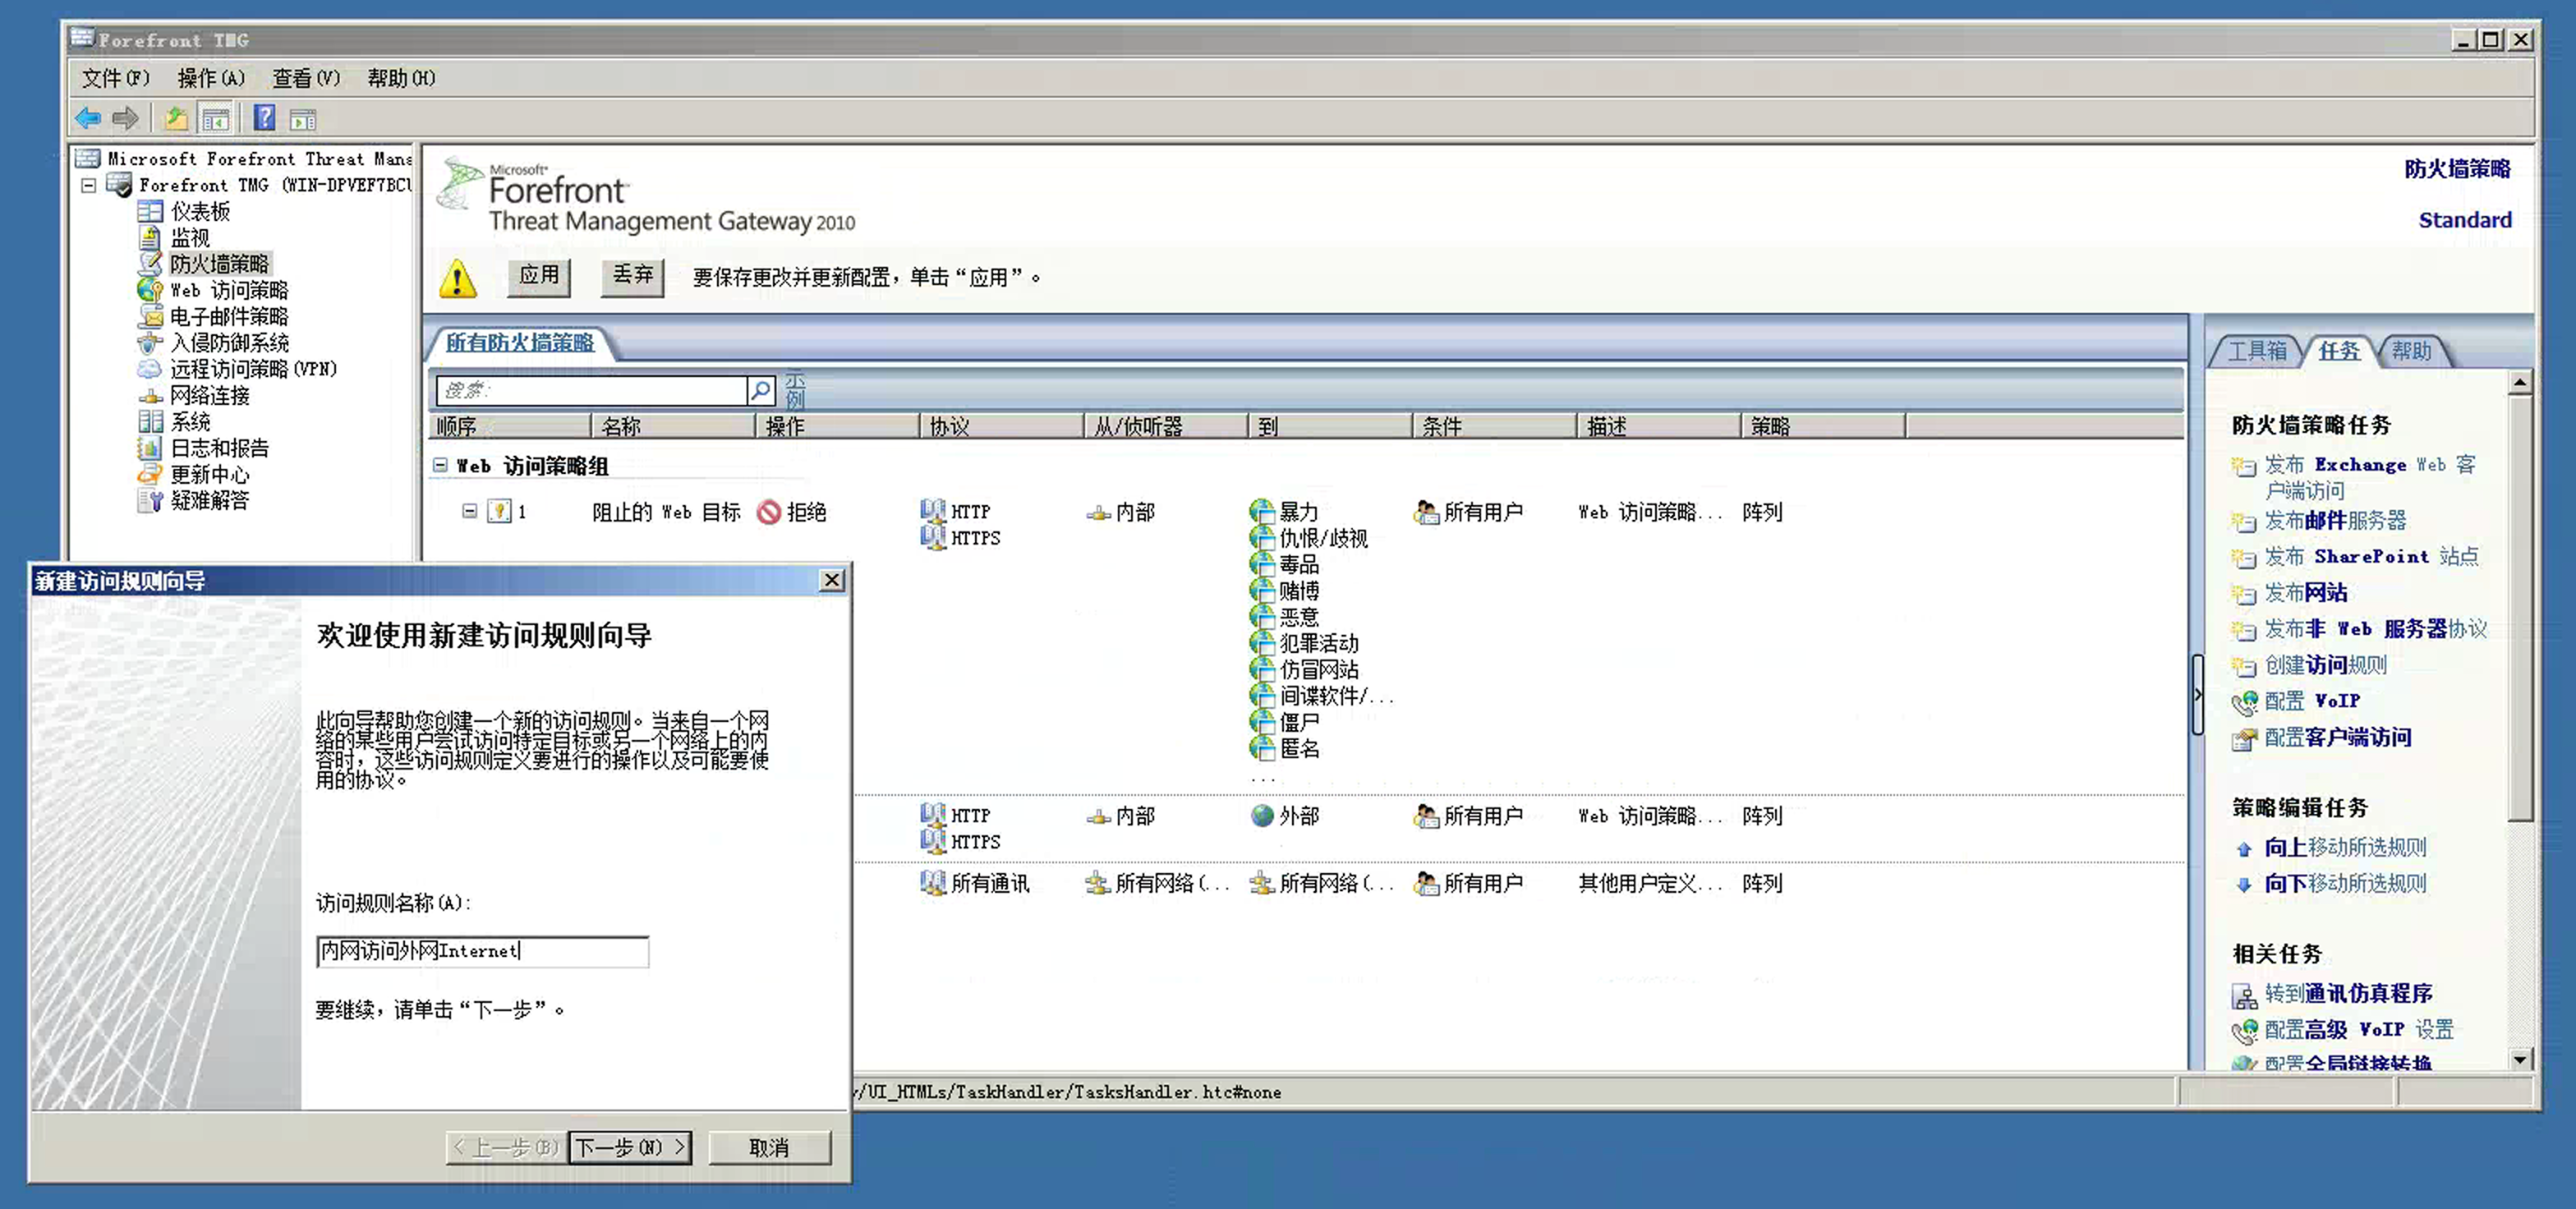 Forefront TMG
文件(F) 操作(A) 查看(V) 帮助(H)
Microsoft Forefront Threat Mana
Forefront TMG (WIN-DPVEF7BCU
仪表板
监视
防火墙策略
Web 访问策略
电子邮件策略
入侵防御系统
远程访问策略(VPN)
网络连接
系统
日志和报告
更新中心
疑难解答
Microsoft®
Forefront
Threat Management Gateway 2010
防火墙策略
Standard
应用 丢弃 要保存更改并更新配置，单击“应用”。
所有防火墙策略
搜索: 示例
顺序 名称 操作 协议 从/侦听器 到 条件 描述 策略
Web 访问策略组
1 阻止的 Web 目标 拒绝 HTTP 内部 暴力 所有用户 Web 访问策略... 阵列
HTTPS 仇恨/歧视
毒品
赌博
恶意
犯罪活动
仿冒网站
间谍软件/...
僵尸
匿名
...
HTTP 内部 外部 所有用户 Web 访问策略... 阵列
HTTPS
所有通讯 所有网络(... 所有网络(... 所有用户 其他用户定义... 阵列
/UI_HTMLs/TaskHandler/TasksHandler.htc#none
工具箱 任务 帮助
防火墙策略任务
发布 Exchange Web 客
户端访问
发布邮件服务器
发布 SharePoint 站点
发布网站
发布非 Web 服务器协议
创建访问规则
配置 VoIP
配置客户端访问
策略编辑任务
向上移动所选规则
向下移动所选规则
相关任务
转到通讯仿真程序
配置高级 VoIP 设置
配置全局链接转换
新建访问规则向导
欢迎使用新建访问规则向导
此向导帮助您创建一个新的访问规则。当来自一个网
络的某些用户尝试访问特定目标或另一个网络上的内
容时，这些访问规则定义要进行的操作以及可能要使
用的协议。
访问规则名称(A):
内网访问外网Internet
要继续，请单击“下一步”。
< 上一步(B) 下一步(N) > 取消